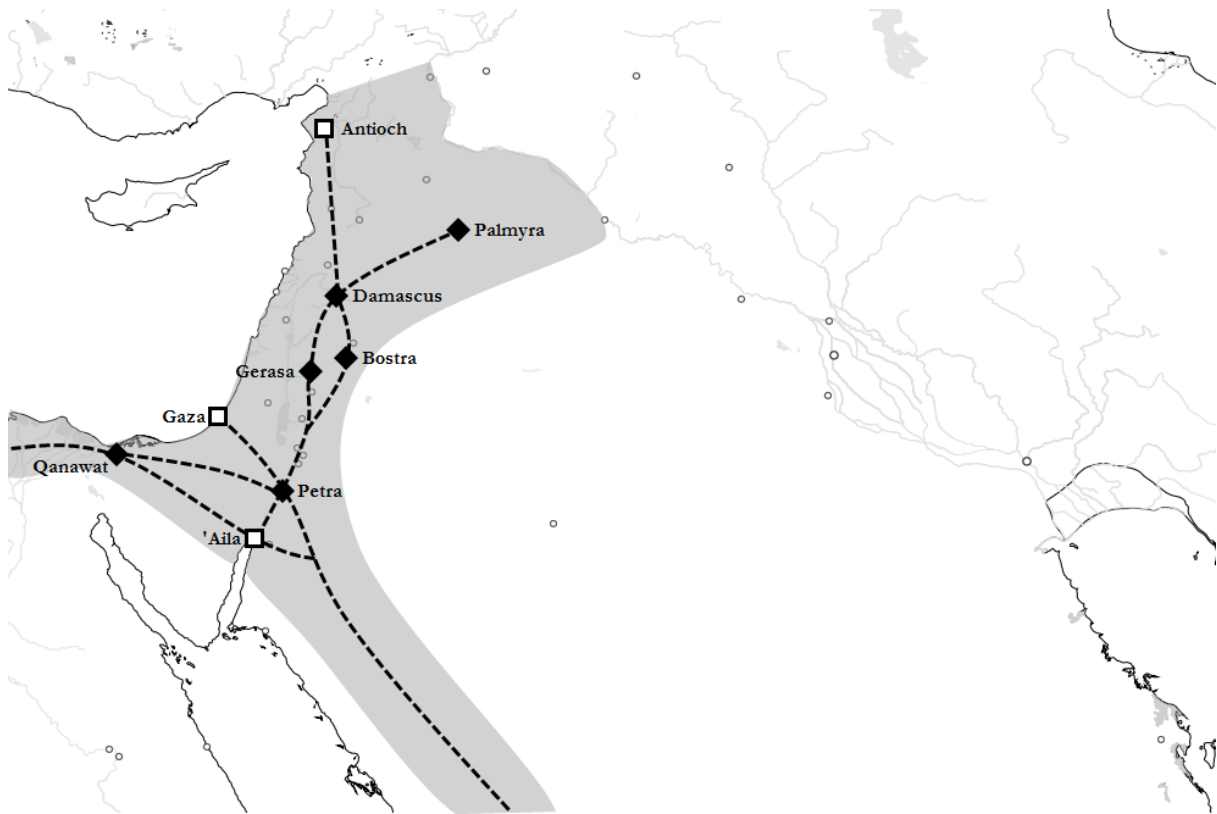 Antioch
Palmyra
Damascus
Bostra
Gerasa
Gaza
Qanawat
Petra
'Aila